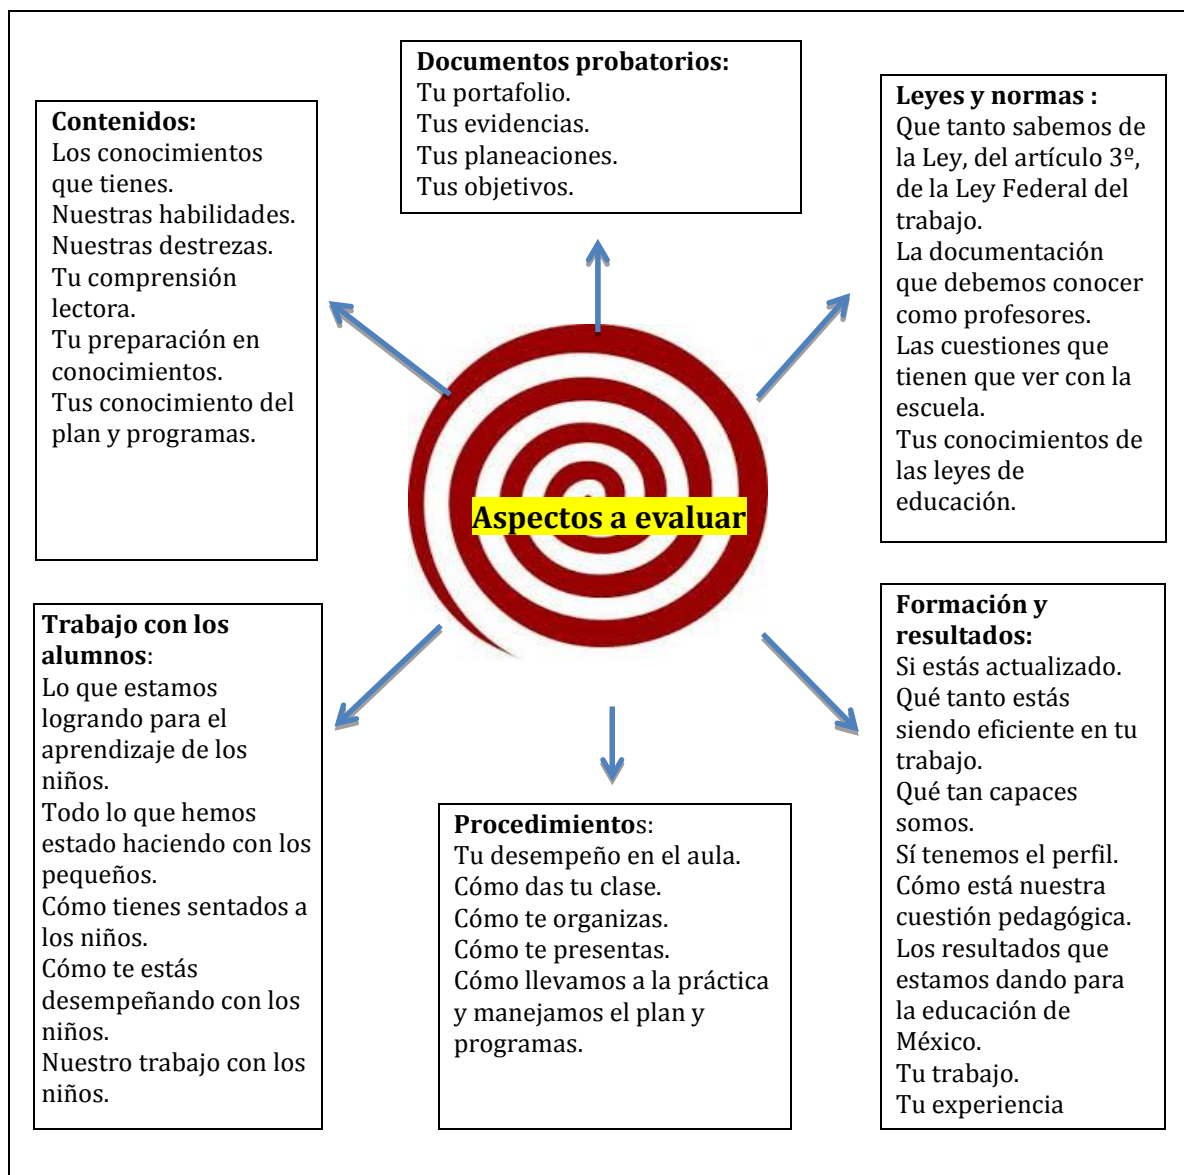 Documentos probatorios:
Tu portafolio.
Tus evidencias.
Tus planeaciones.
Tus objetivos.
Contenidos:
Los conocimientos
que tienes.
Nuestras habilidades.
Nuestras destrezas.
Tu comprensión
lectora.
Tu preparación en
conocimientos.
Tus conocimiento del
plan y programas.
Leyes y normas :
Que tanto sabemos de
la Ley, del artículo 3º,
de la Ley Federal del
trabajo.
La documentación
que debemos conocer
como profesores.
Las cuestiones que
tienen que ver con la
escuela.
Tus conocimientos de
las leyes de
educación.
Aspectos a evaluar
Trabajo con los
alumnos:
Lo que estamos
logrando para el
aprendizaje de los
niños.
Todo lo que hemos
estado haciendo con los
pequeños.
Cómo tienes sentados a
los niños.
Cómo te estás
desempeñando con los
niños.
Nuestro trabajo con los
niños.
Procedimientos:
Tu desempeño en el aula.
Cómo das tu clase.
Cómo te organizas.
Cómo te presentas.
Cómo llevamos a la práctica
y manejamos el plan y
programas.
Formación y
resultados:
Si estás actualizado.
Qué tanto estás
siendo eficiente en tu
trabajo.
Qué tan capaces
somos.
Sí tenemos el perfil.
Cómo está nuestra
cuestión pedagógica.
Los resultados que
estamos dando para
la educación de
México.
Tu trabajo.
Tu experiencia